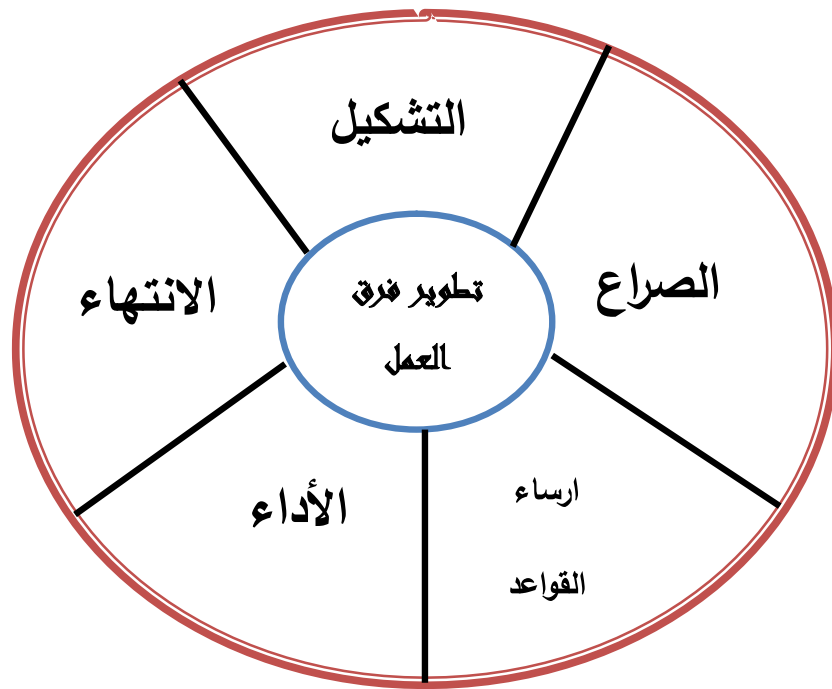 التشكيل
الصراع
الانتهاء
تطوير فرق
العمل
الأداء
ارساء
القواعد